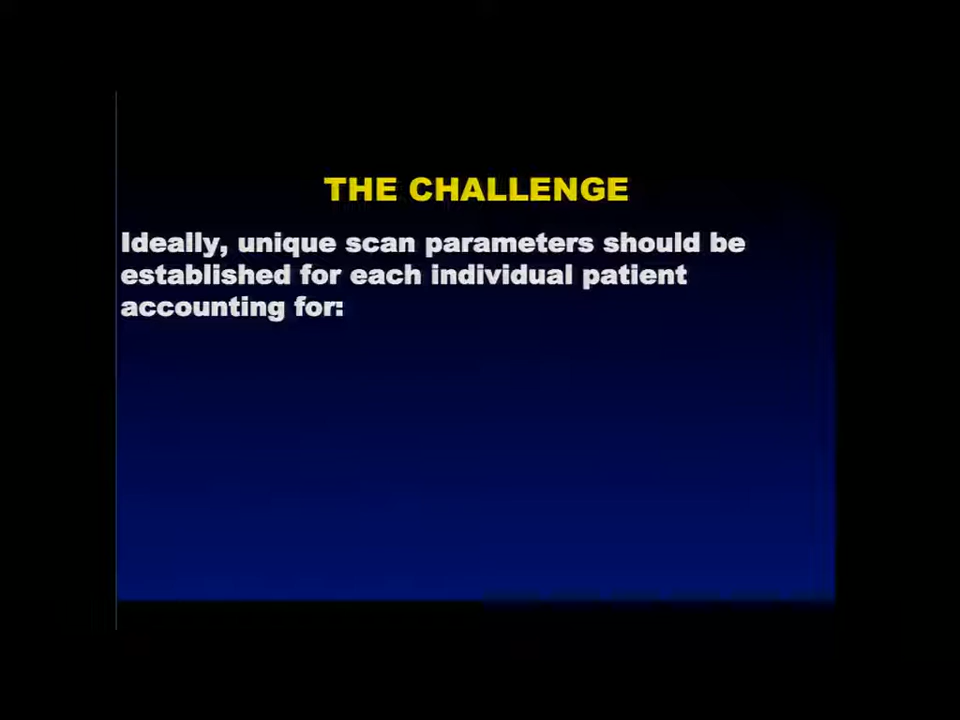 THE CHALLENGE
Ideally, unique scan parameters should be
established for each individual patient
accounting for: